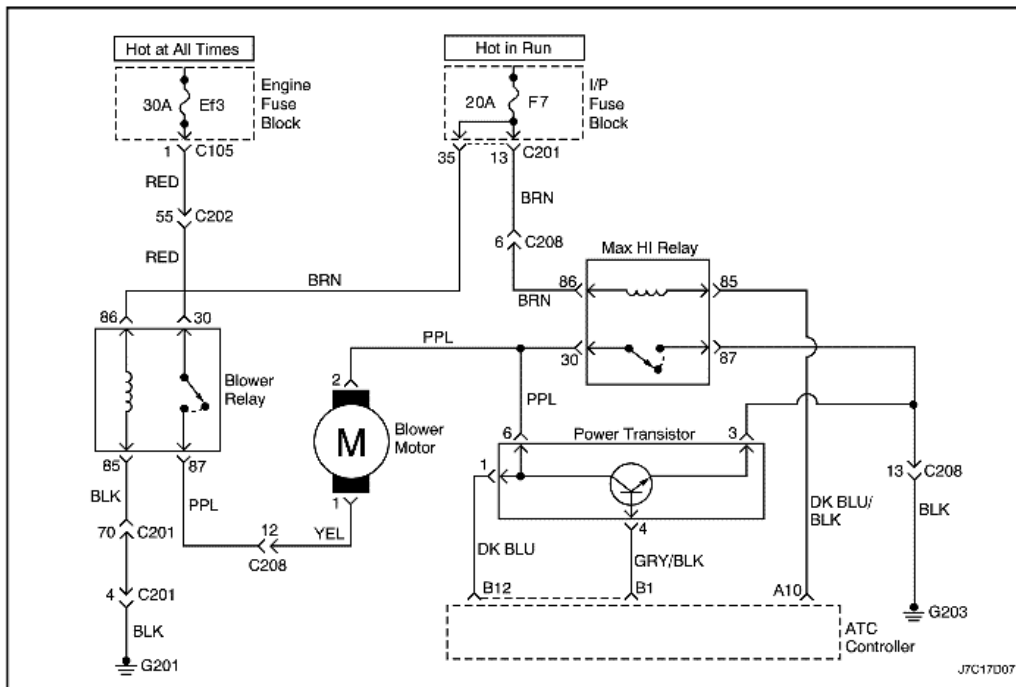 Hot at All Times
Hot in Run
30A Ef3
Engine
Fuse
Block
20A F7
I/P
Fuse
Block
1 C105
35 13 C201
RED
BRN
55 C202
6 C208
Max HI Relay
RED
BRN
86 85
BRN
86 30
PPL
30 87
Blower
Relay
2
PPL
M
Blower
Motor
6 Power Transistor 3
1
85 87
13 C208
BLK
PPL
1
4
DK BLU/
BLK
BLK
70 C201
12
YEL
C208
DK BLU
GRY/BLK
4 C201
B12 B1 A10
G203
BLK
ATC
Controller
G201
J7C17D07